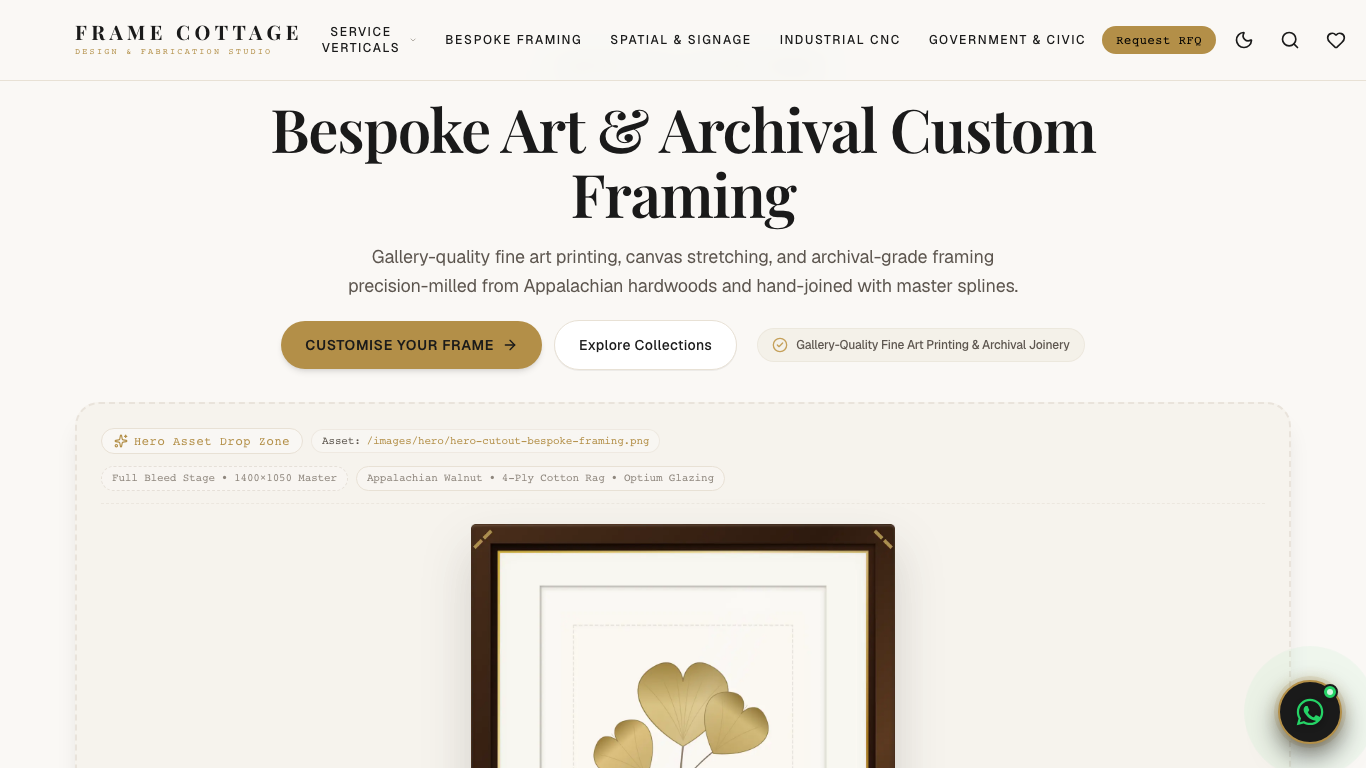 FRAME COTTAGE
DESIGN & FABRICATION STUDIO
SERVICE
VERTICALS
BESPOKE FRAMING
SPATIAL & SIGNAGE
INDUSTRIAL CNC
GOVERNMENT & CIVIC
Request RFQ
Bespoke Art & Archival Custom
Framing
Gallery-quality fine art printing, canvas stretching, and archival-grade framing
precision-milled from Appalachian hardwoods and hand-joined with master splines.
CUSTOMISE YOUR FRAME
Explore Collections
Gallery-Quality Fine Art Printing & Archival Joinery
Hero Asset Drop Zone
Asset: /images/hero/hero-cutout-bespoke-framing.png
Full Bleed Stage • 1400×1050 Master
Appalachian Walnut • 4-Ply Cotton Rag • Optium Glazing